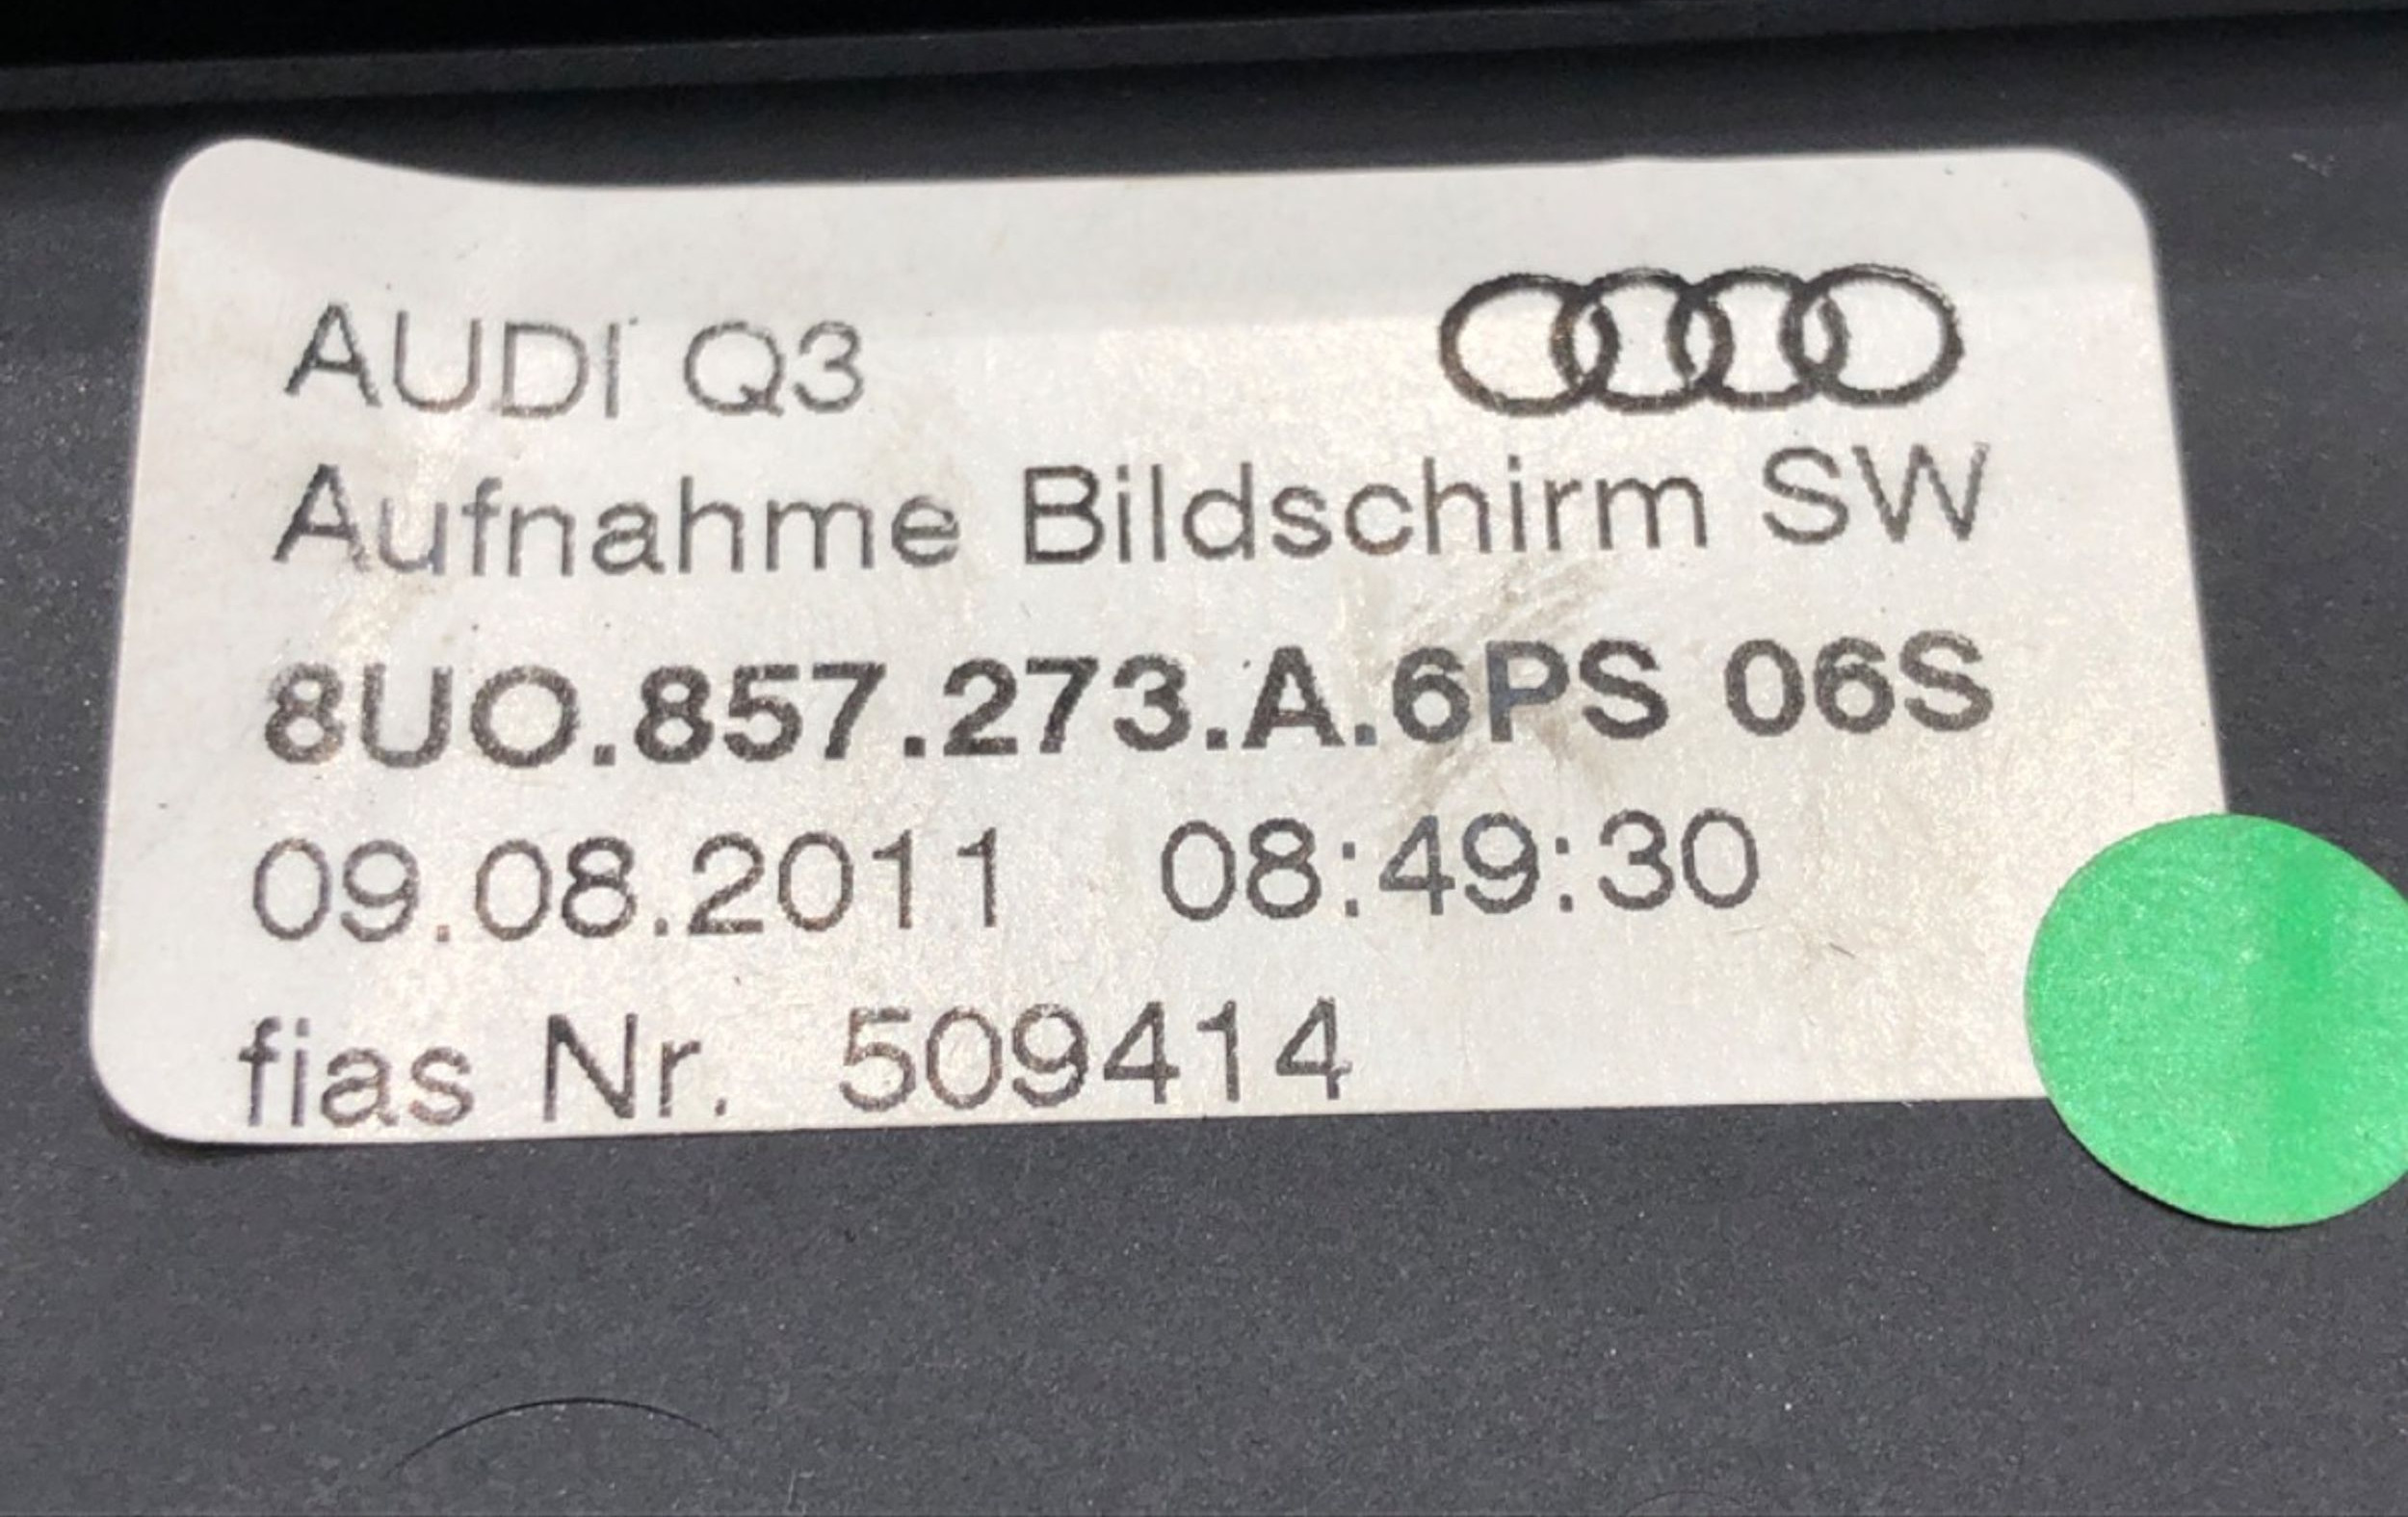 AUDI Q3
Aufnahme Bildschirm SW
8UO.857.273.A.6PS 06S
09.08.2011 08:49:30
fias Nr. 509414